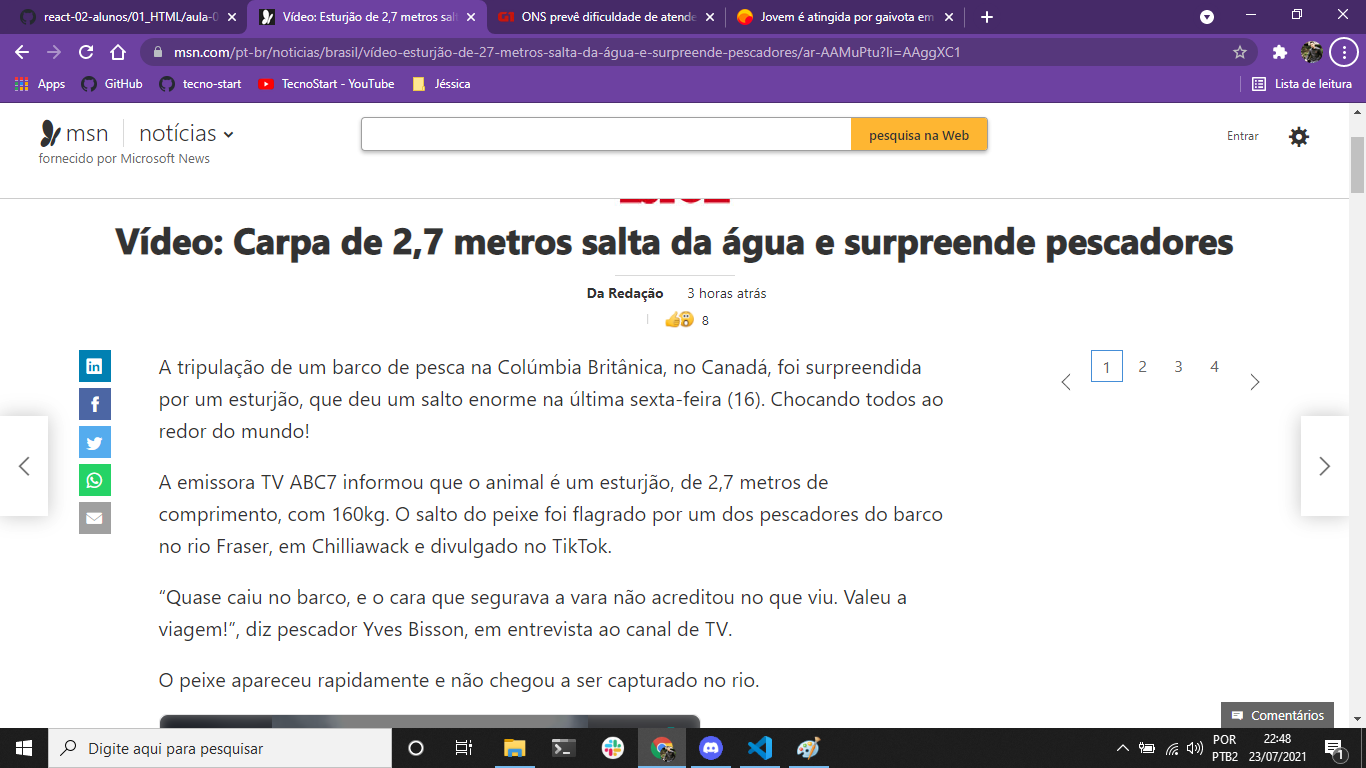 react-02-alunos/01_HTML/aula-0
Vídeo: Esturjão de 2,7 metros salt
ONS prevê dificuldade de atende
Jovem é atingida por gaivota em
msn.com/pt-br/noticias/brasil/vídeo-esturjão-de-27-metros-salta-da-água-e-surpreende-pescadores/ar-AAMuPtu?li=AAggXC1
Apps GitHub tecno-start TecnoStart - YouTube Jéssica Lista de leitura
msn notícias
fornecido por Microsoft News
pesquisa na Web
Entrar
Vídeo: Carpa de 2,7 metros salta da água e surpreende pescadores
Da Redação 3 horas atrás
8
A tripulação de um barco de pesca na Colúmbia Britânica, no Canadá, foi surpreendida
por um esturjão, que deu um salto enorme na última sexta-feira (16). Chocando todos ao
redor do mundo!
A emissora TV ABC7 informou que o animal é um esturjão, de 2,7 metros de
comprimento, com 160kg. O salto do peixe foi flagrado por um dos pescadores do barco
no rio Fraser, em Chilliawack e divulgado no TikTok.
“Quase caiu no barco, e o cara que segurava a vara não acreditou no que viu. Valeu a
viagem!”, diz pescador Yves Bisson, em entrevista ao canal de TV.
O peixe apareceu rapidamente e não chegou a ser capturado no rio.
1 2 3 4
Comentários
Digite aqui para pesquisar
POR
PTB2
22:48
23/07/2021
1